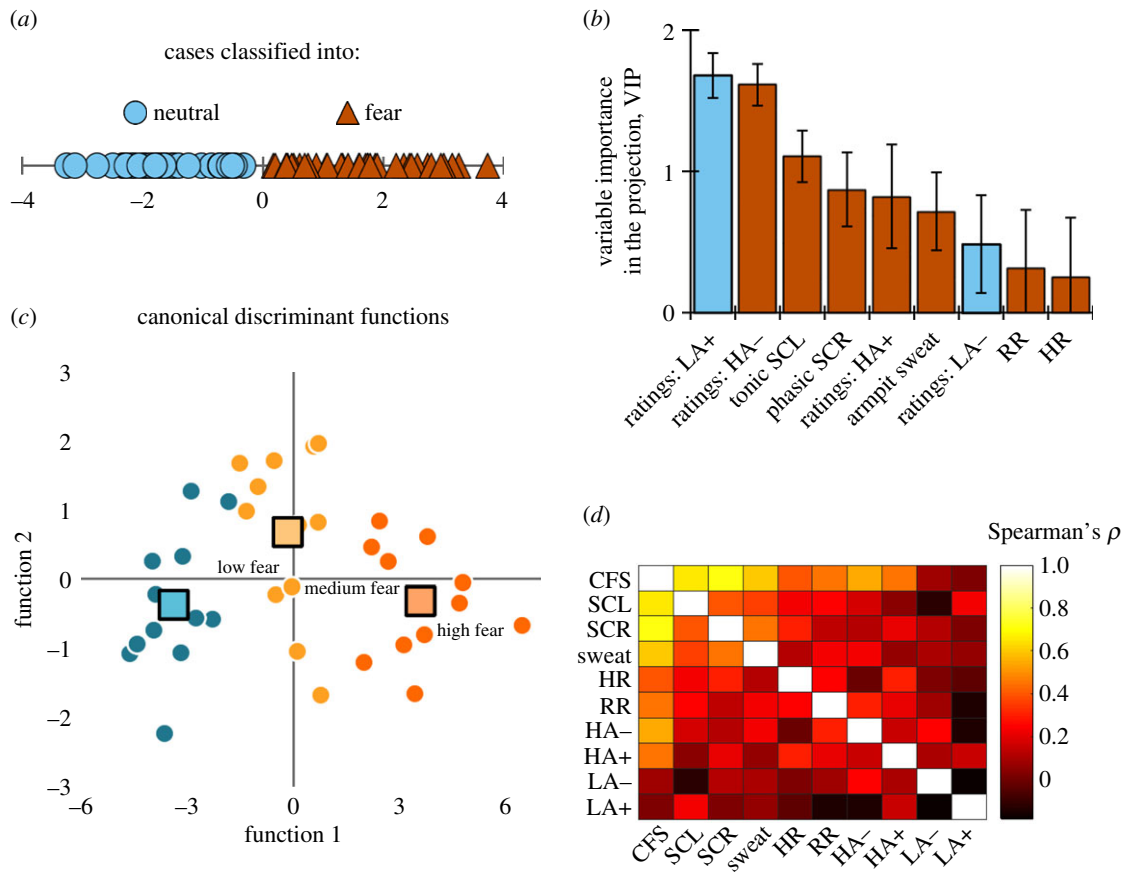 (a)
cases classified into:
neutral
fear
−4
−2
0
2
4
(b)
variable importance
in the projection, VIP
2
1
0
ratings: LA+
ratings: HA−
tonic SCL
phasic SCR
ratings: HA+
armpit sweat
ratings: LA−
RR
HR
(c)
canonical discriminant functions
function 2
3
2
1
0
−1
−2
−3
low fear
medium fear
high fear
−6
−3
0
3
6
function 1
(d)
Spearman's ρ
CFS
SCL
SCR
sweat
HR
RR
HA−
HA+
LA−
LA+
CFS
SCL
SCR
sweat
HR
RR
HA−
HA+
LA−
LA+
1.0
0.8
0.6
0.4
0.2
0